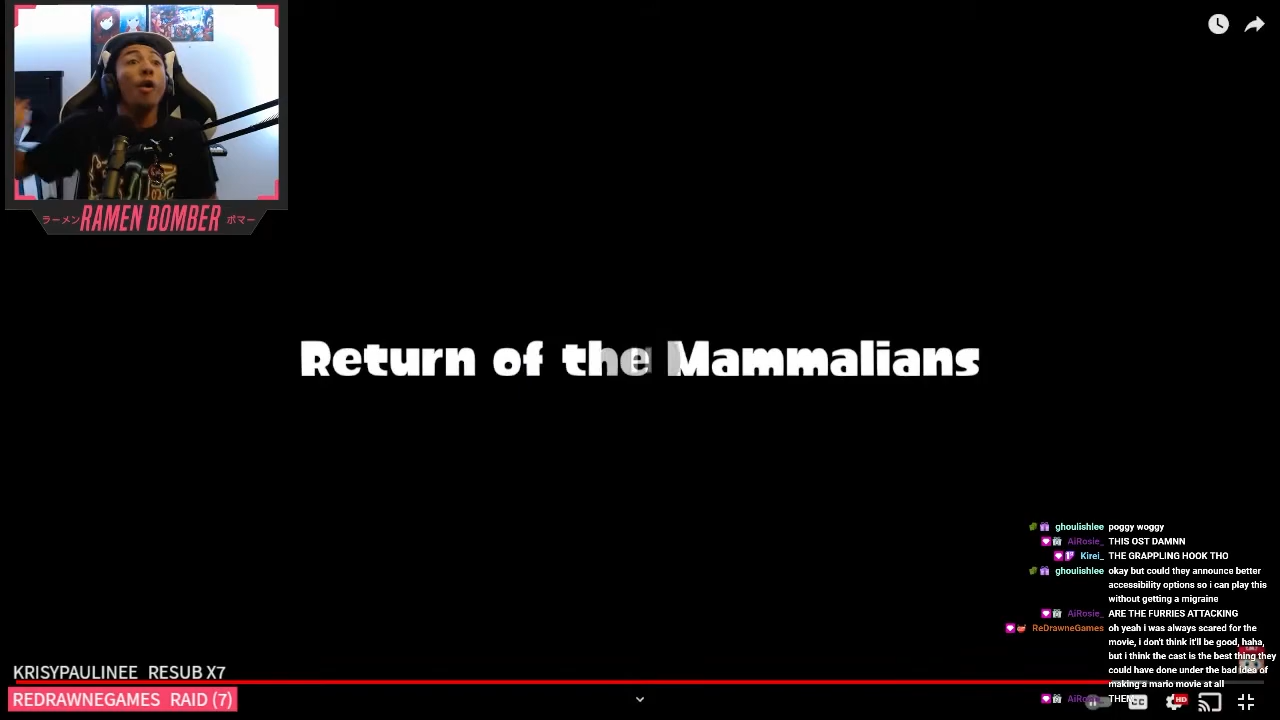 ラーメン RAMEN BOMBER ボマー
Return of the Mammalians
ghoulishlee poggy woggy
AiRosie_ THIS OST DAMNN
Kirei_ THE GRAPPLING HOOK THO
ghoulishlee okay but could they announce better
accessibility options so i can play this
without getting a migraine
AiRosie_ ARE THE FURRIES ATTACKING
ReDrawneGames oh yeah i was always scared for the
movie, i don't think it'll be good, haha,
but i think the cast is the best thing they
could have done under the bad idea of
making a mario movie at all
KRISYPAULINEE RESUB X7
REDRAWNEGAMES RAID (7)
CC
HD